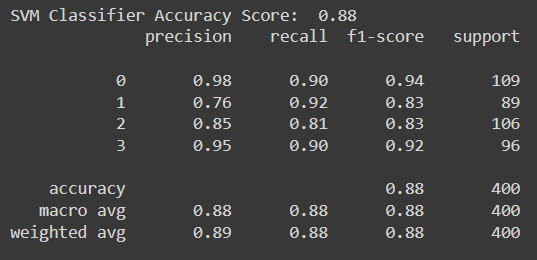 SVM Classifier Accuracy Score:  0.88
              precision    recall  f1-score   support

           0       0.98      0.90      0.94       109
           1       0.76      0.92      0.83        89
           2       0.85      0.81      0.83       106
           3       0.95      0.90      0.92        96

    accuracy                           0.88       400
   macro avg       0.88      0.88      0.88       400
weighted avg       0.89      0.88      0.88       400